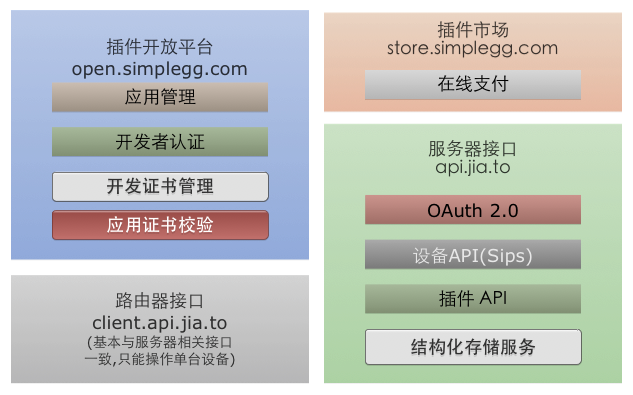 插件开放平台
open.simplegg.com
应用管理
开发者认证
开发证书管理
应用证书校验
路由器接口
client.api.jia.to
(基本与服务器相关接口
一致,只能操作单台设备)
插件市场
store.simplegg.com
在线支付
服务器接口
api.jia.to
OAuth 2.0
设备API(Sips)
插件 API
结构化存储服务